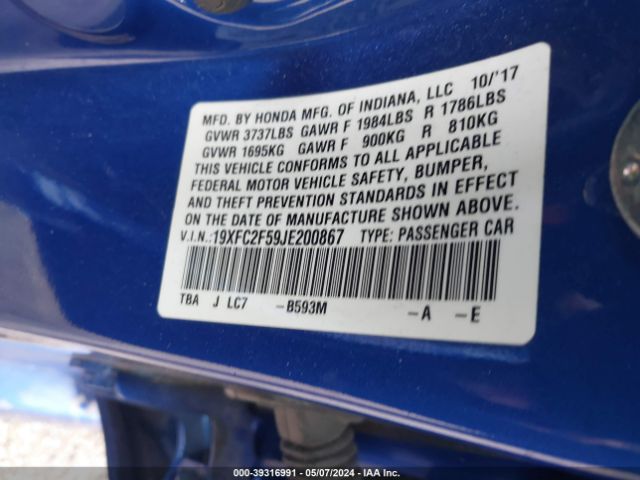 MFD. BY HONDA MFG. OF INDIANA, LLC 10/'17
GVWR 3737LBS GAWR F 1984LBS R 1786LBS
GVWR 1695KG GAWR F 900KG R 810KG
THIS VEHICLE CONFORMS TO ALL APPLICABLE
FEDERAL MOTOR VEHICLE SAFETY, BUMPER,
AND THEFT PREVENTION STANDARDS IN EFFECT
ON THE DATE OF MANUFACTURE SHOWN ABOVE.
V.I.N.:19XFC2F59JE200867 TYPE: PASSENGER CAR
TBA J LC7 -B593M -A -E
000-39316991 - 05/07/2024 - IAA Inc.